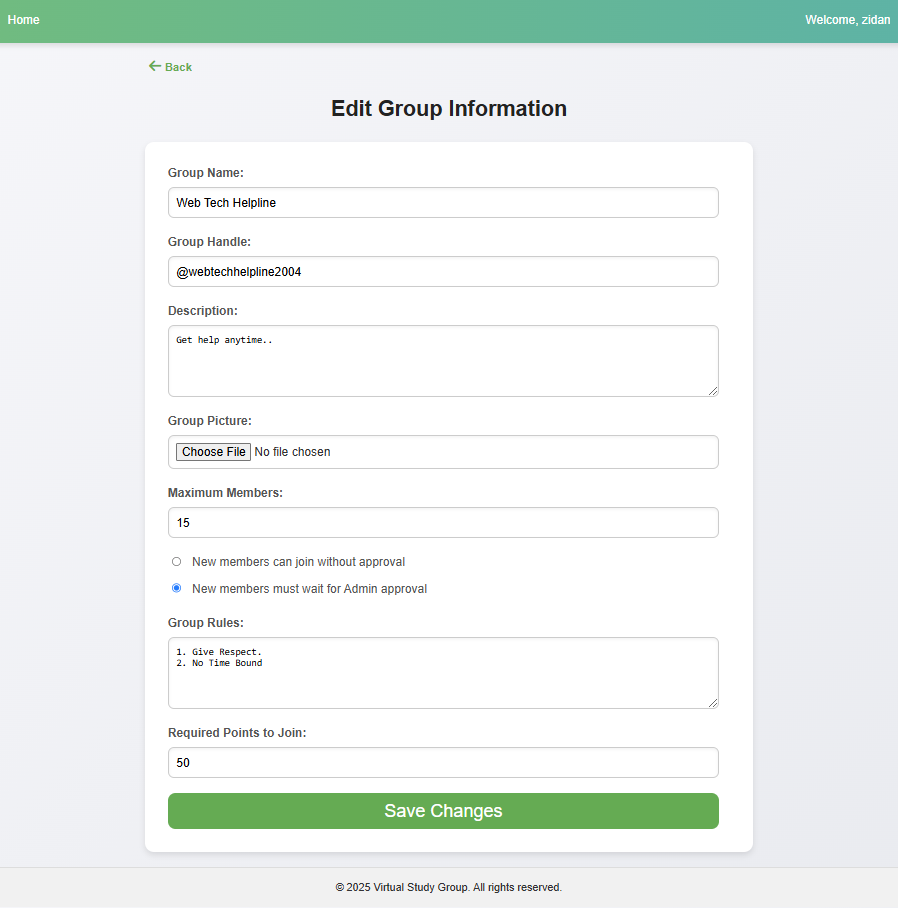 Home
Welcome, zidan
Back
Edit Group Information
Group Name:
Web Tech Helpline
Group Handle:
@webtechhelpline2004
Description:
Get help anytime..
Group Picture:
Choose File No file chosen
Maximum Members:
15
New members can join without approval
New members must wait for Admin approval
Group Rules:
1. Give Respect.
2. No Time Bound
Required Points to Join:
50
Save Changes
© 2025 Virtual Study Group. All rights reserved.